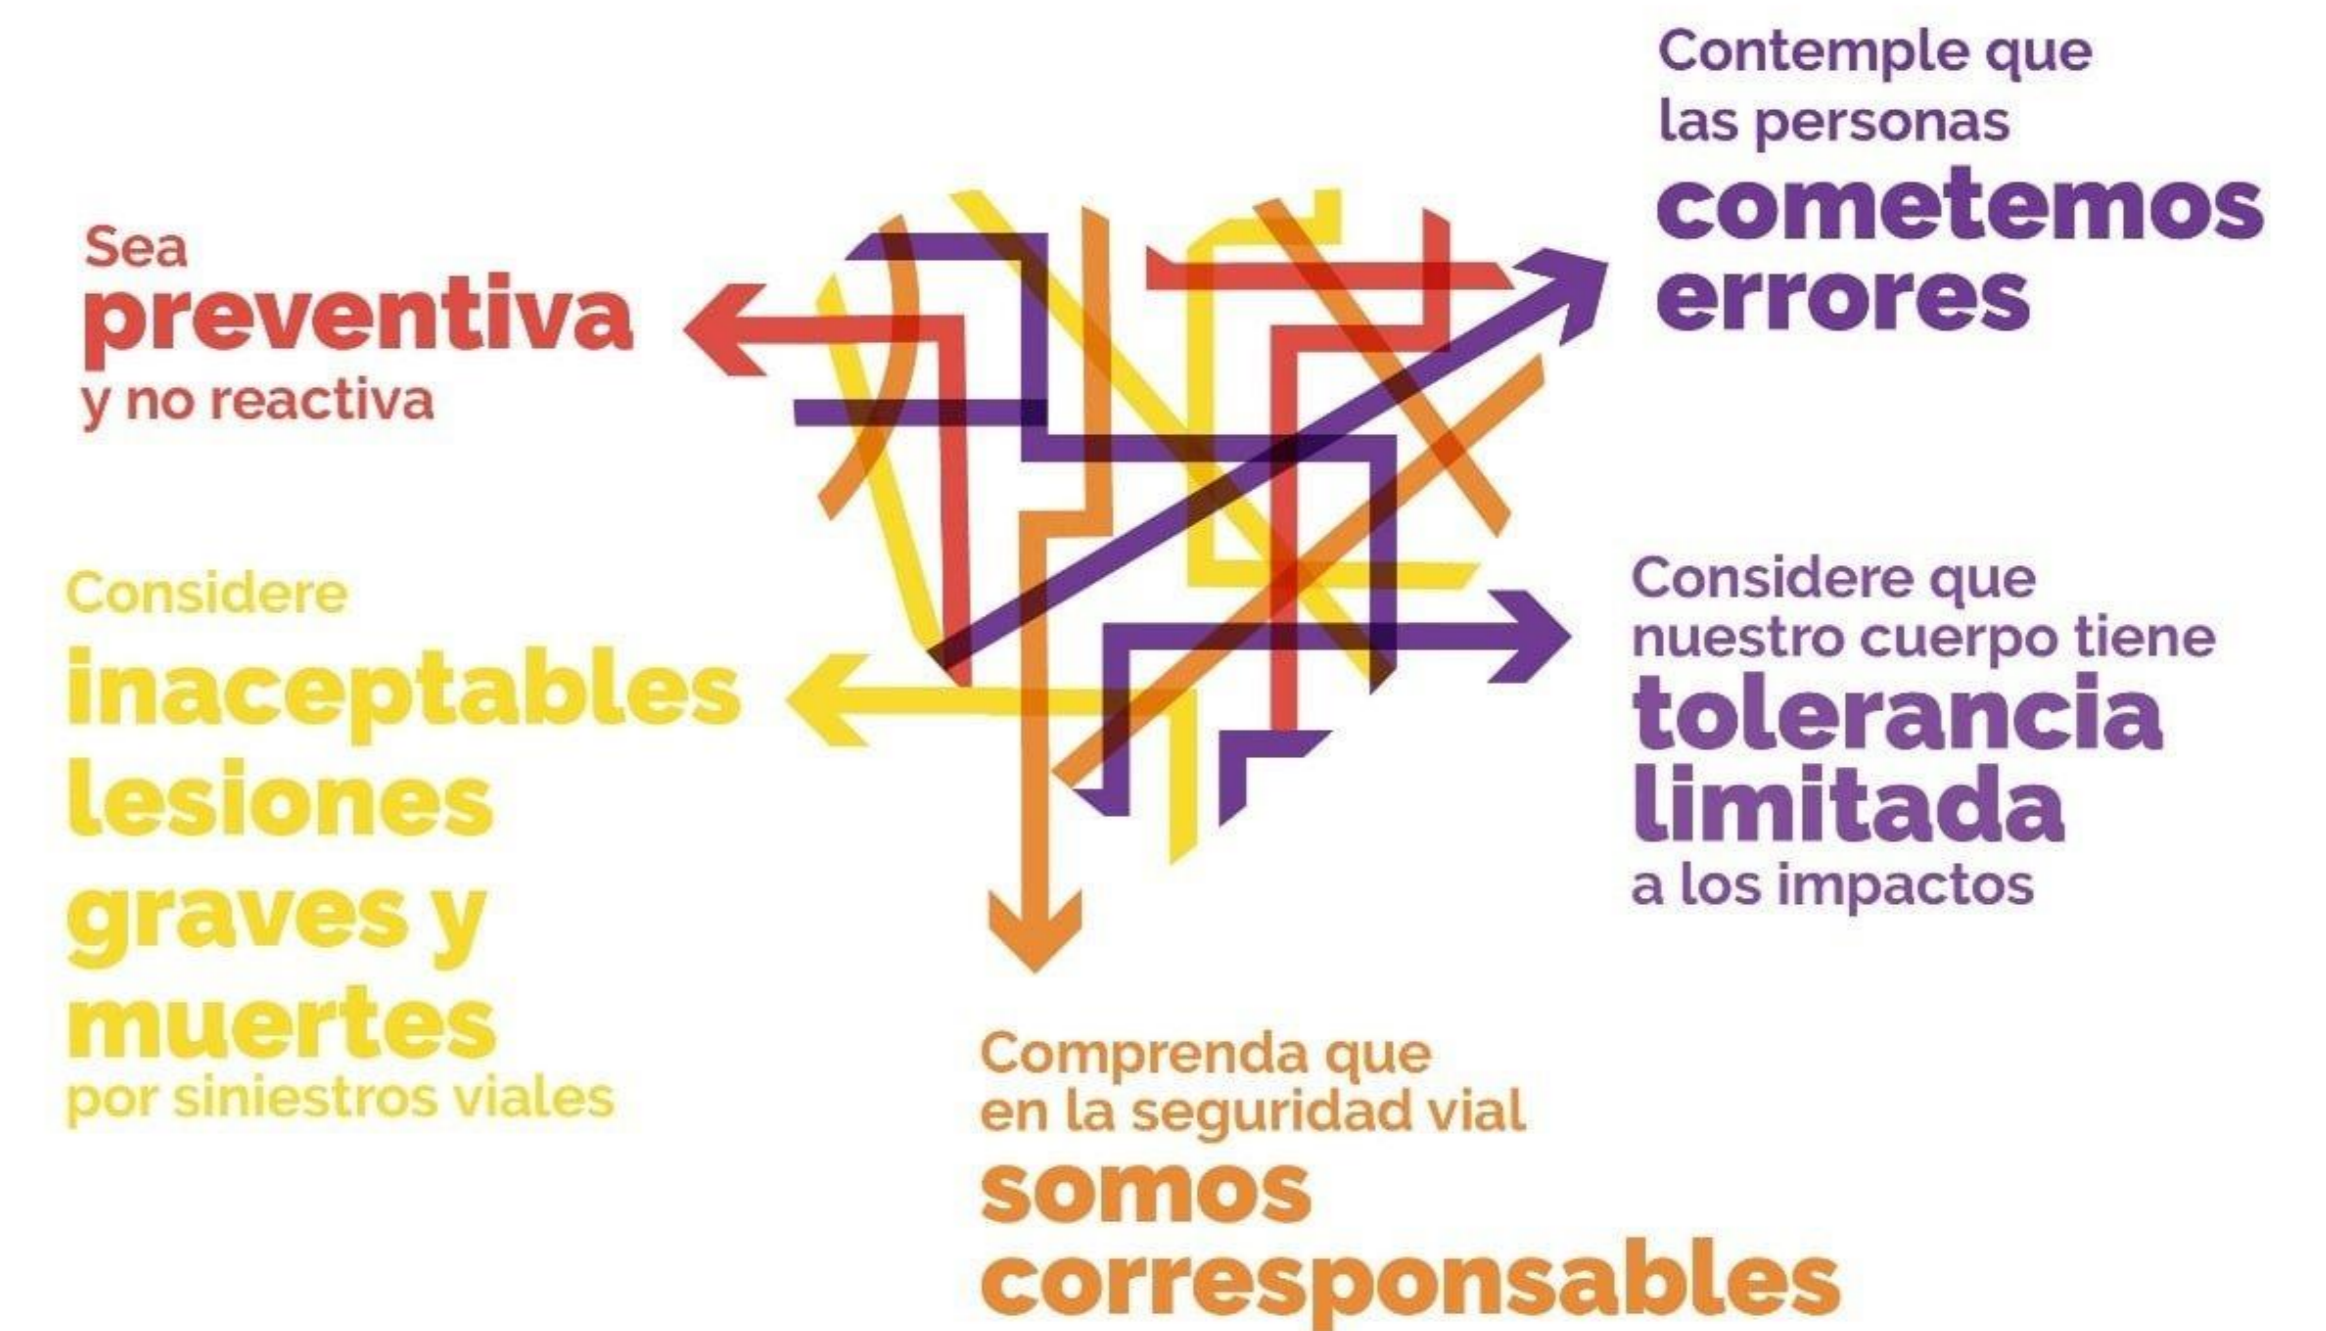 Sea
preventiva
y no reactiva
Considere
inaceptables
lesiones
graves y
muertes
por siniestros viales
Contemple que
las personas
cometemos
errores
Considere que
nuestro cuerpo tiene
tolerancia
limitada
a los impactos
Comprenda que
en la seguridad vial
somos
corresponsables